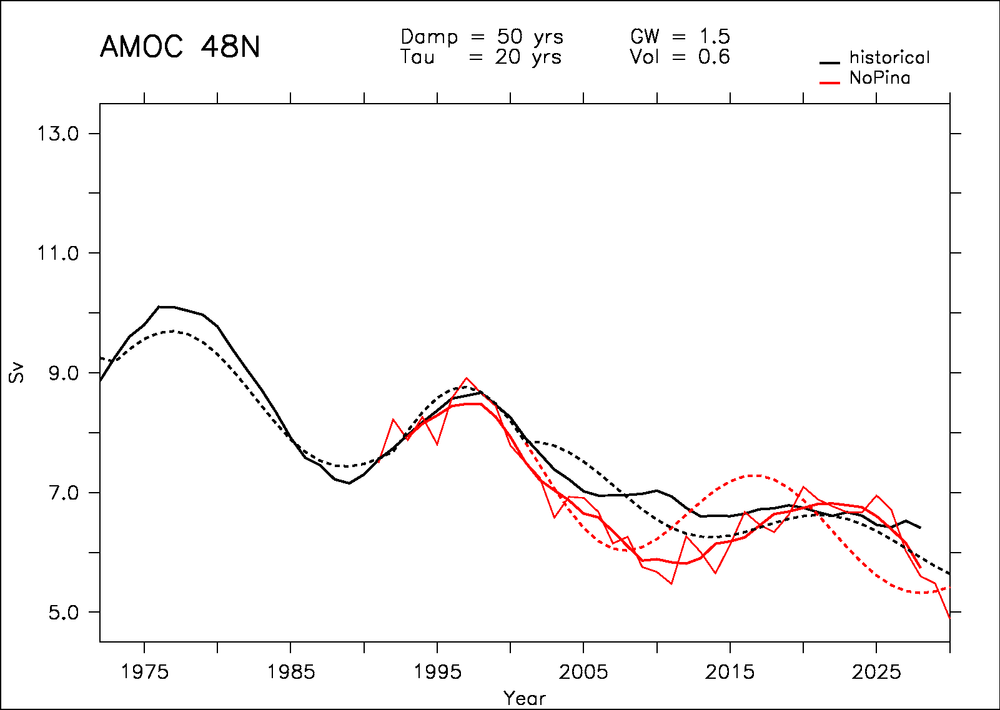 AMOC 48N
Damp = 50 yrs
Tau = 20 yrs
GW = 1.5
Vol = 0.6
historical
NoPina
13.0
11.0
9.0
7.0
5.0
Sv
1975 1985 1995 2005 2015 2025
Year